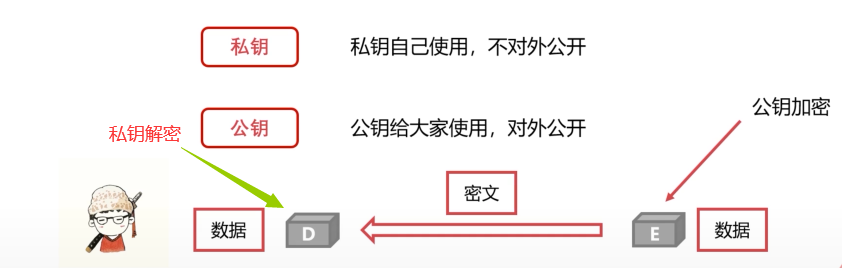 私钥
私钥自己使用，不对外公开
公钥加密
私钥解密
公钥
公钥给大家使用，对外公开
密文
数据
D
E
数据